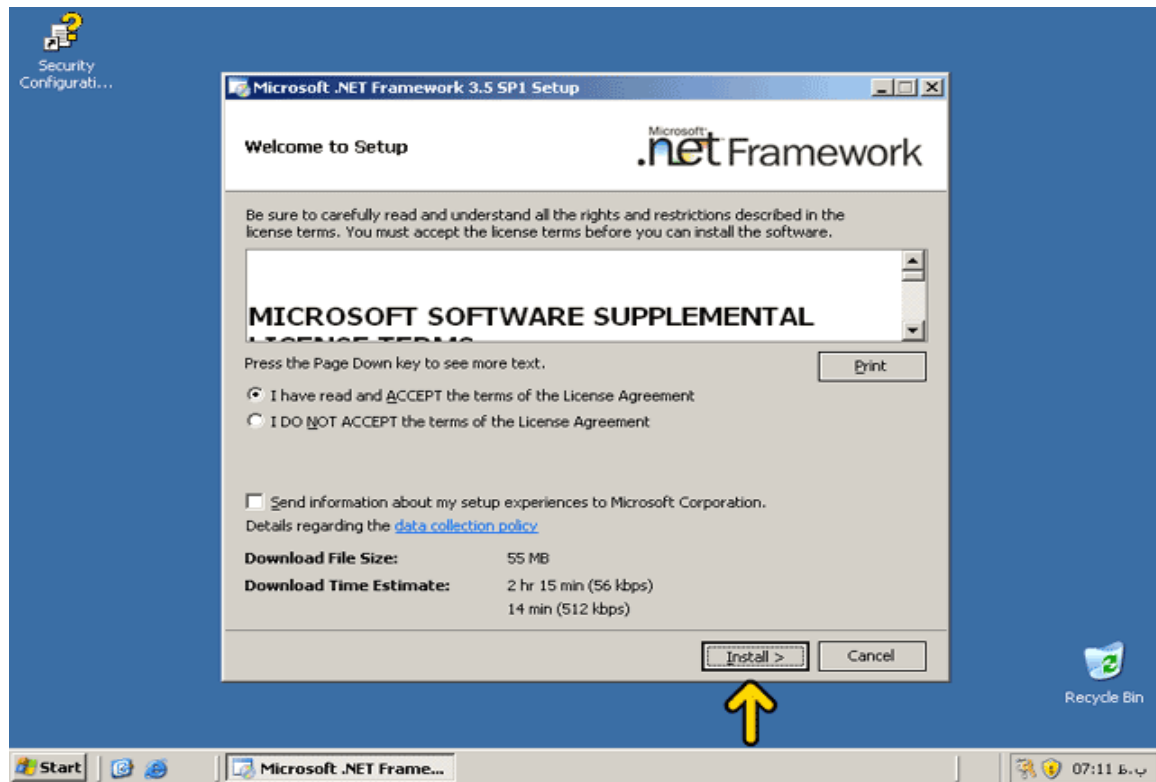 Security
Configurati...
Microsoft .NET Framework 3.5 SP1 Setup
Welcome to Setup
Microsoft
.net Framework
Be sure to carefully read and understand all the rights and restrictions described in the
license terms. You must accept the license terms before you can install the software.
MICROSOFT SOFTWARE SUPPLEMENTAL
LICENSE TERMS
Press the Page Down key to see more text.
Print
I have read and ACCEPT the terms of the License Agreement
I DO NOT ACCEPT the terms of the License Agreement
Send information about my setup experiences to Microsoft Corporation.
Details regarding the data collection policy
Download File Size: 55 MB
Download Time Estimate: 2 hr 15 min (56 kbps)
14 min (512 kbps)
Install >
Cancel
Recycle Bin
Start
Microsoft .NET Frame...
07:11 ب.ظ